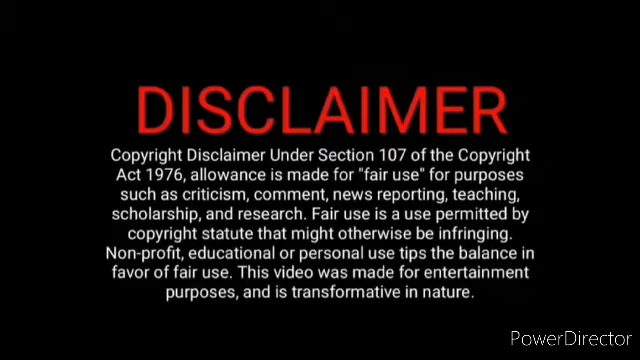 DISCLAIMER
Copyright Disclaimer Under Section 107 of the Copyright
Act 1976, allowance is made for "fair use" for purposes
such as criticism, comment, news reporting, teaching,
scholarship, and research. Fair use is a use permitted by
copyright statute that might otherwise be infringing.
Non-profit, educational or personal use tips the balance in
favor of fair use. This video was made for entertainment
purposes, and is transformative in nature.
PowerDirector